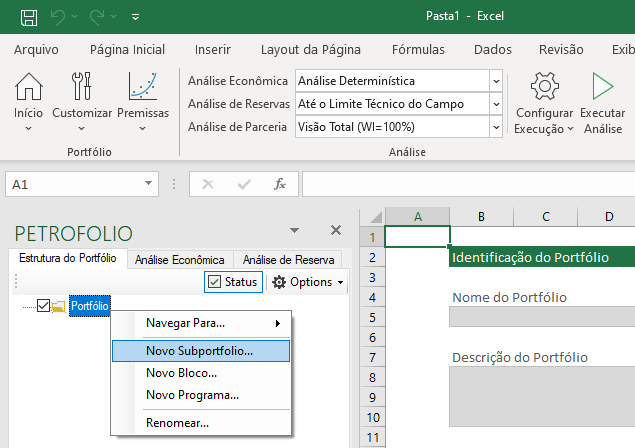 Pasta1 - Excel
Arquivo Página Inicial Inserir Layout da Página Fórmulas Dados Revisão Exib
Início Customizar Premissas
Portfólio
Análise Econômica Análise Determinística
Análise de Reservas Até o Limite Técnico do Campo
Análise de Parceria Visão Total (WI=100%)
Análise
Configurar Execução
Executar Análise
A1 fx
PETROFOLIO
Estrutura do Portfólio Análise Econômica Análise de Reserva
Status Options
Portfólio
Navegar Para...
Novo Subportfolio...
Novo Bloco...
Novo Programa...
Renomear...
A B C D
1
2 Identificação do Portfólio
3
4 Nome do Portfólio
5
6
7 Descrição do Portfólio
8
9
10
11